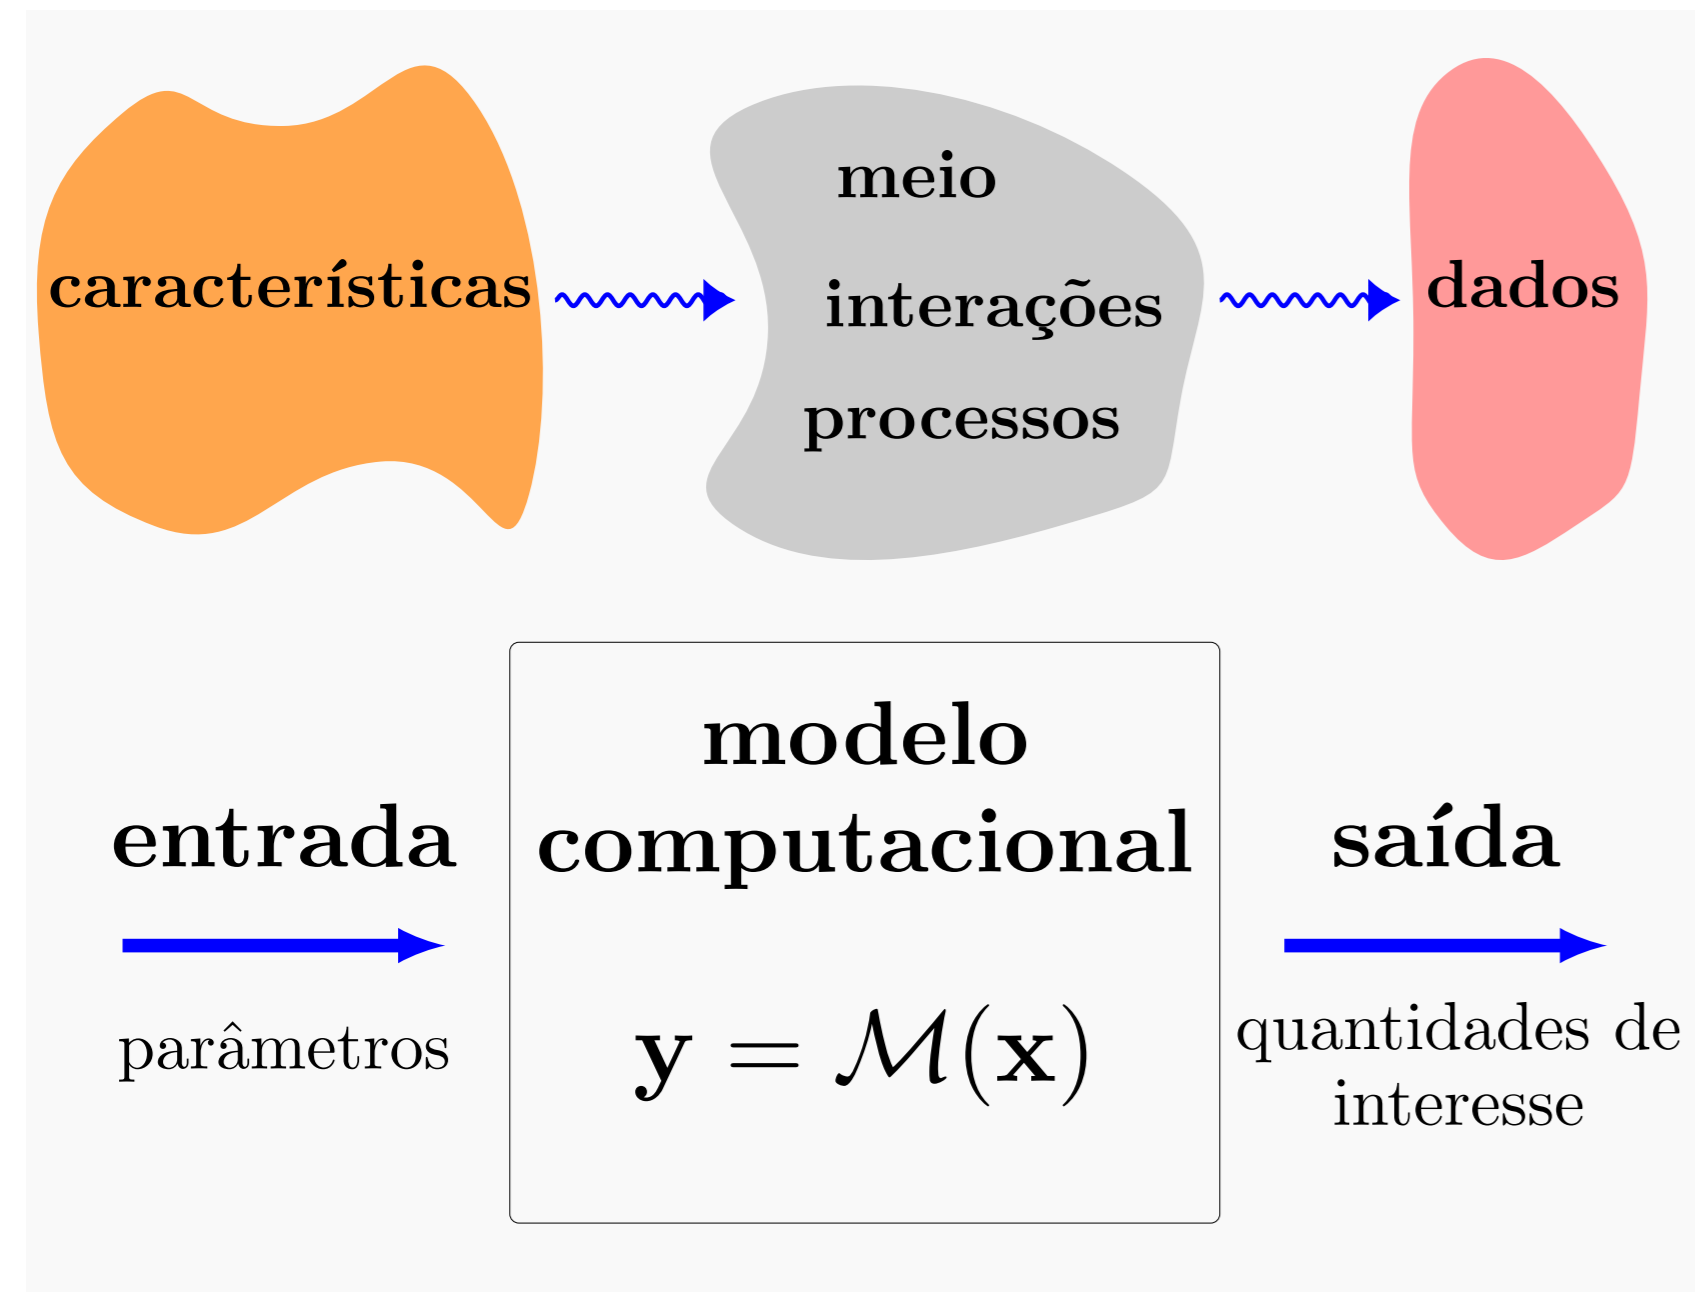 características
meio
interações
processos
dados
entrada
parâmetros
modelo
computacional
y = M(x)
saída
quantidades de
interesse